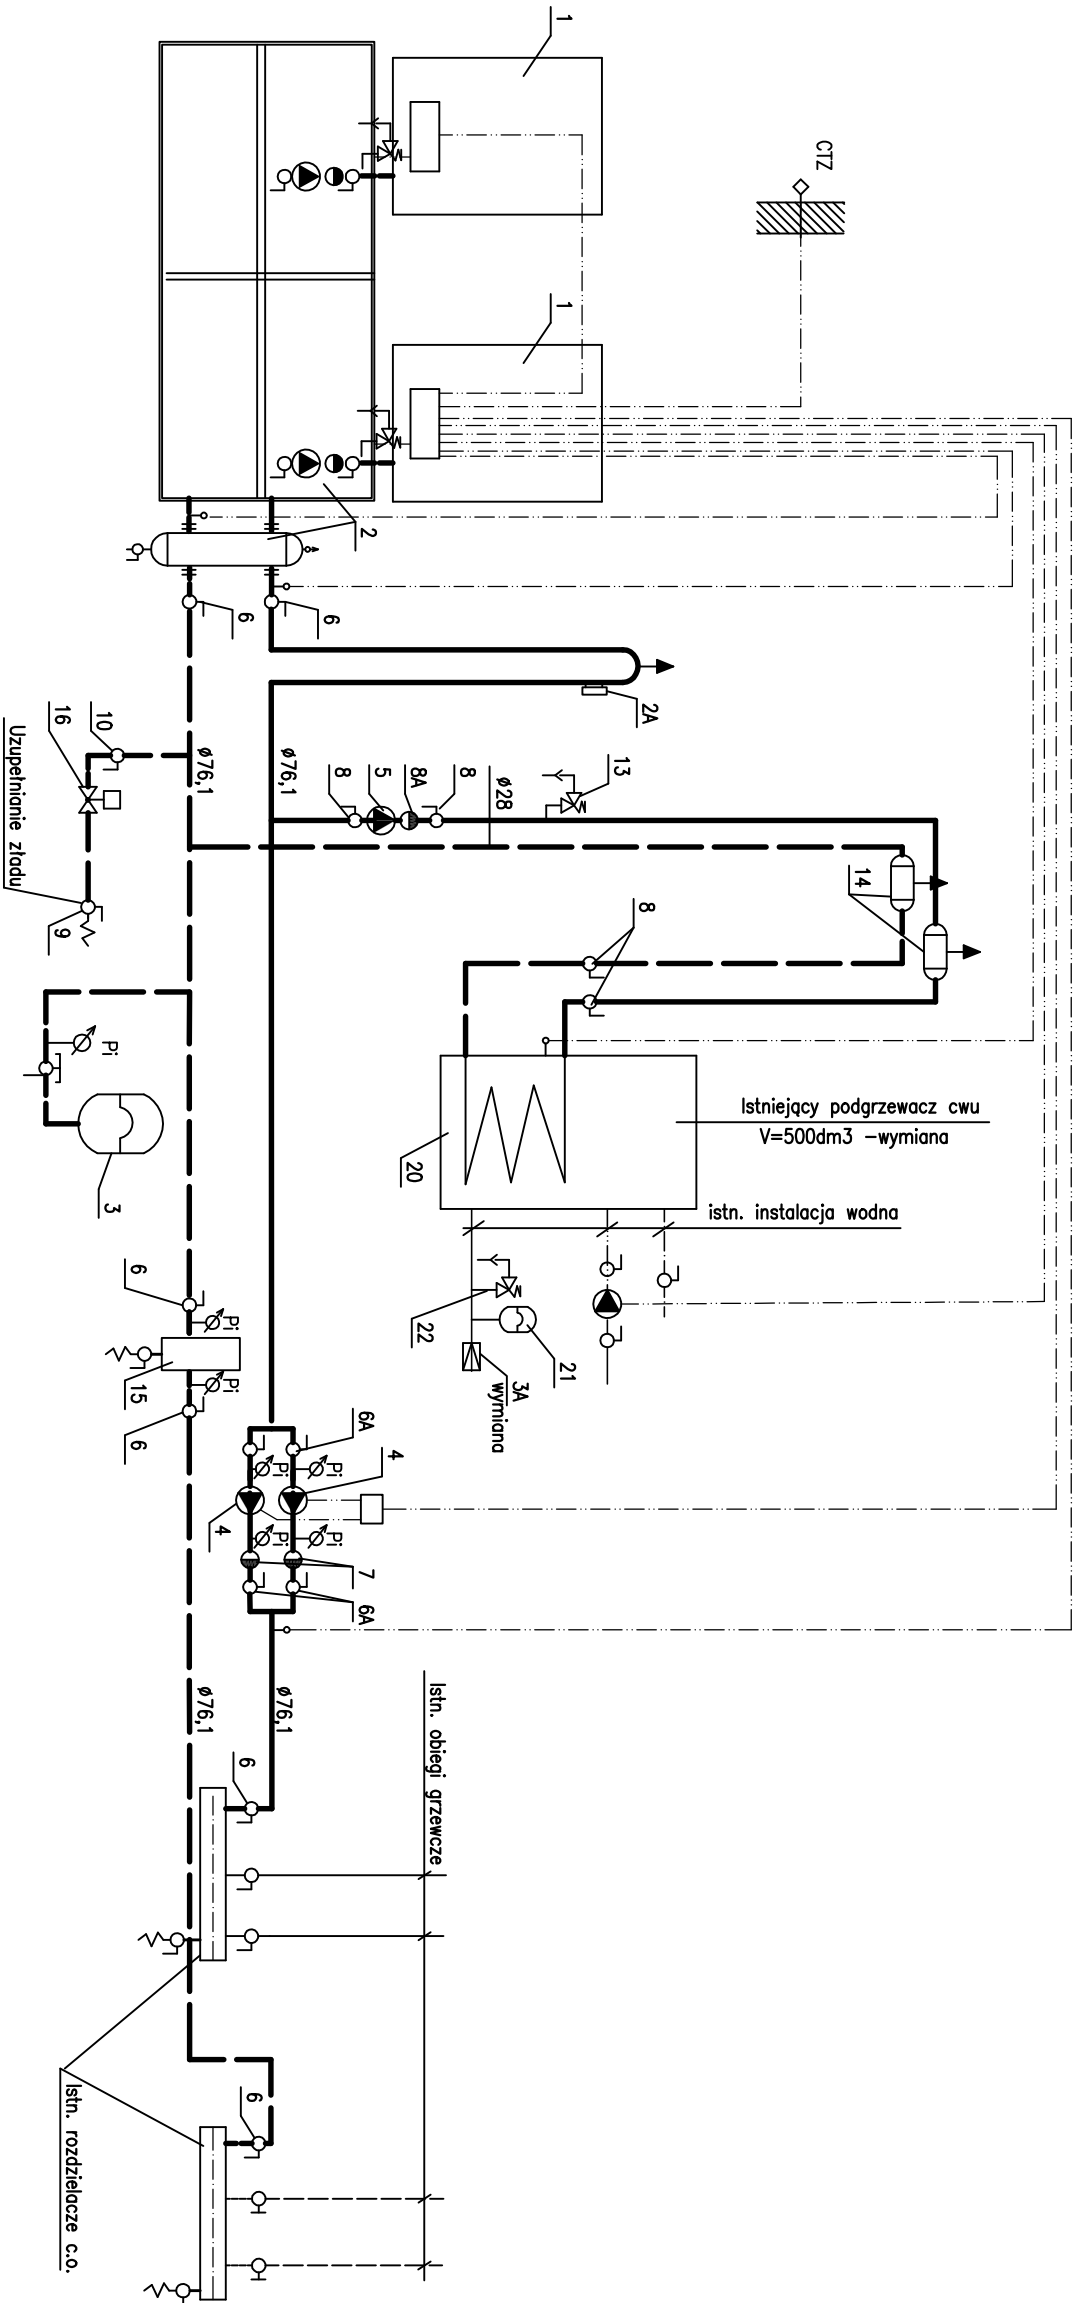 1
1
CTZ
2
6
6
2A
13
ø28
8
8A
5
8
ø76,1
ø76,1
10
16
Uzupełnianie zładu
9
14
8
Pi
3
20
Istniejący podgrzewacz cwu
V=500dm3 -wymiana
istn. instalacja wodna
22
21
3A
wymiana
6
Pi
15
Pi
6
6A
4
Pi
Pi
4
Pi
Pi
7
6A
ø76,1
ø76,1
Istn. obiegi grzewcze
6
6
Istn. rozdzielacze c.o.